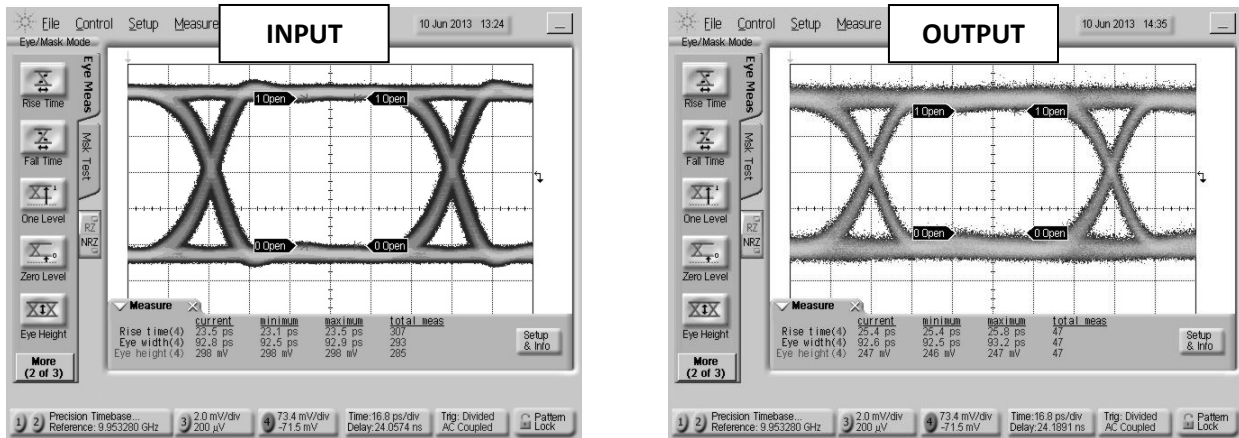 INPUT
File Control Setup Measure
10 Jun 2013 13:24
Eye/Mask Mode
Eye Meas
Msk Test
RZ
NRZ
Rise Time
Fall Time
One Level
Zero Level
Eye Height
More
(2 of 3)
1 Open 1 Open
0 Open 0 Open
Measure
current minimum maximum total meas
Rise time(4) 23.5 ps 23.1 ps 23.5 ps 307
Eye width(4) 92.8 ps 92.5 ps 92.9 ps 293
Eye height(4) 298 mV 298 mV 298 mV 285
Setup
& Info
1 2 Precision Timebase...
Reference: 9.953280 GHz
3 2.0 mV/div
200 µV
4 73.4 mV/div
-71.5 mV
Time:16.8 ps/div
Delay:24.0574 ns
Trig: Divided
AC Coupled
Pattern
Lock
OUTPUT
File Control Setup Measure
10 Jun 2013 14:35
Eye/Mask Mode
Eye Meas
Msk Test
RZ
NRZ
Rise Time
Fall Time
One Level
Zero Level
Eye Height
More
(2 of 3)
1 Open 1 Open
0 Open 0 Open
Measure
current minimum maximum total meas
Rise time(4) 25.4 ps 25.4 ps 25.8 ps 47
Eye width(4) 92.6 ps 92.5 ps 93.2 ps 47
Eye height(4) 247 mV 246 mV 247 mV 47
Setup
& Info
1 2 Precision Timebase...
Reference: 9.953280 GHz
3 2.0 mV/div
200 µV
4 73.4 mV/div
-71.5 mV
Time:16.8 ps/div
Delay:24.1891 ns
Trig: Divided
AC Coupled
Pattern
Lock